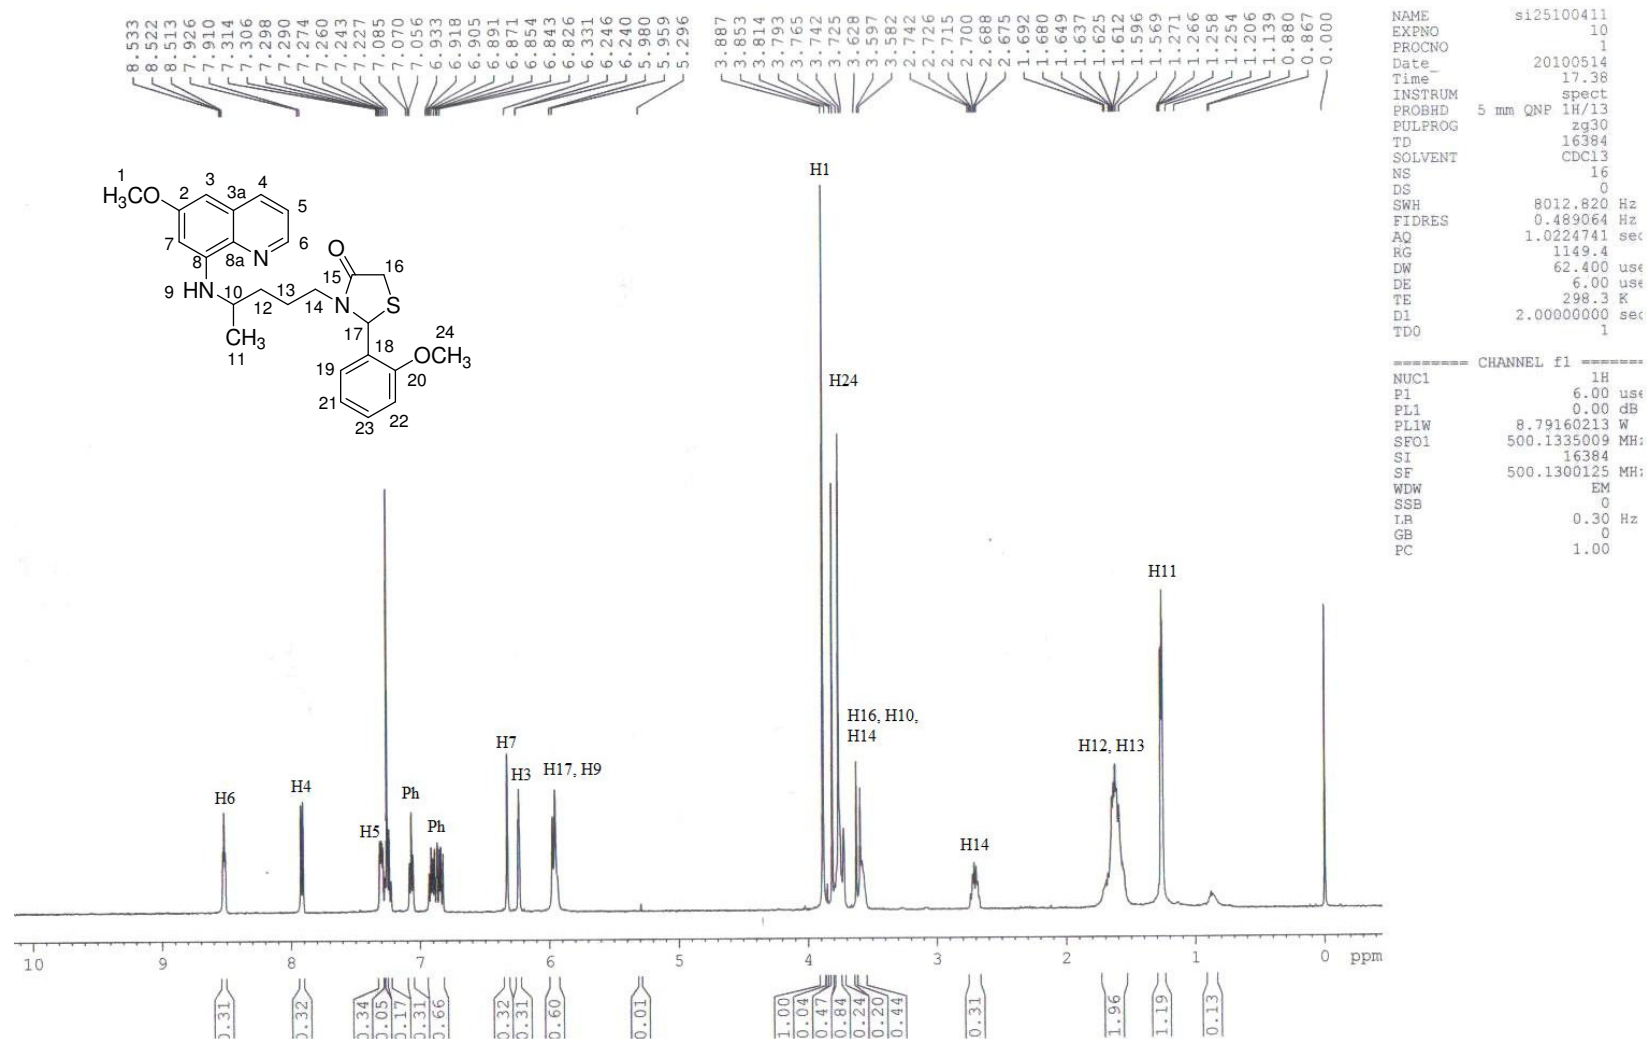 8.533
8.522
8.513
7.926
7.910
7.314
7.306
7.298
7.290
7.274
7.260
7.243
7.227
7.085
7.070
7.056
6.933
6.918
6.905
6.891
6.871
6.854
6.843
6.826
6.331
6.246
6.240
5.980
5.959
5.296
3.887
3.853
3.814
3.793
3.765
3.742
3.725
3.628
3.597
3.582
2.742
2.726
2.715
2.700
2.688
2.675
1.692
1.680
1.649
1.637
1.625
1.612
1.596
1.569
1.271
1.266
1.258
1.254
1.206
1.139
0.880
0.867
0.000
NAME si25100411
EXPNO 10
PROCNO 1
Date_ 20100514
Time 17.38
INSTRUM spect
PROBHD 5 mm QNP 1H/13
PULPROG zg30
TD 16384
SOLVENT CDCl3
NS 16
DS 0
SWH 8012.820 Hz
FIDRES 0.489064 Hz
AQ 1.0224741 sec
RG 1149.4
DW 62.400 use
DE 6.00 use
TE 298.3 K
D1 2.00000000 sec
TD0 1
======== CHANNEL f1 =======
NUC1 1H
P1 6.00 use
PL1 0.00 dB
PL1W 8.79160213 W
SFO1 500.1335009 MH
SI 16384
SF 500.1300125 MH
WDW EM
SSB 0
LB 0.30 Hz
GB 0
PC 1.00
1 3 4
H3CO 2 3a 5
7 8 8a N 6
O
9 HN 10 12 13 14 15 16
N S
CH3 11
17 18 24
OCH3
19 20
21 22
23
H1
H24
H11
H16, H10,
H14
H12, H13
H7
H3
H17, H9
H6
H4
H5
Ph
Ph
H14
10 9 8 7 6 5 4 3 2 1 0 ppm
0.31
0.32
0.34
0.05
0.17
0.31
0.66
0.32
0.31
0.60
0.01
1.00
0.04
0.47
0.84
0.24
0.20
0.44
0.31
1.96
1.19
0.13